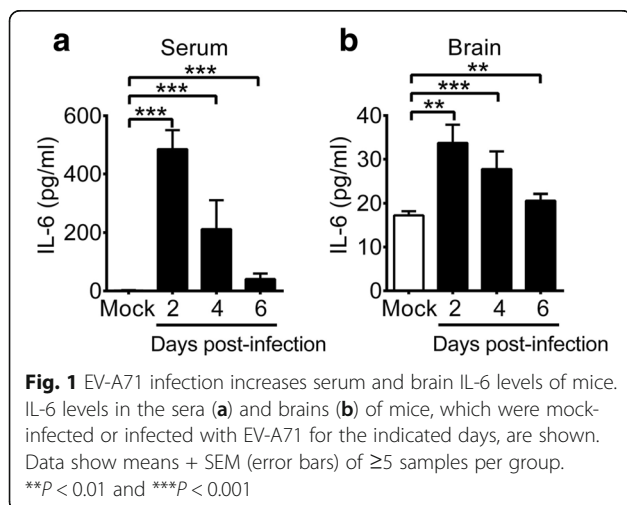 a
Serum
***
***
***
IL-6 (pg/ml)
600
400
200
0
Mock 2 4 6
Days post-infection
b
Brain
**
***
**
IL-6 (pg/ml)
40
30
20
10
0
Mock 2 4 6
Days post-infection
Fig. 1 EV-A71 infection increases serum and brain IL-6 levels of mice.
IL-6 levels in the sera (a) and brains (b) of mice, which were mock-
infected or infected with EV-A71 for the indicated days, are shown.
Data show means + SEM (error bars) of ≥5 samples per group.
**P < 0.01 and ***P < 0.001